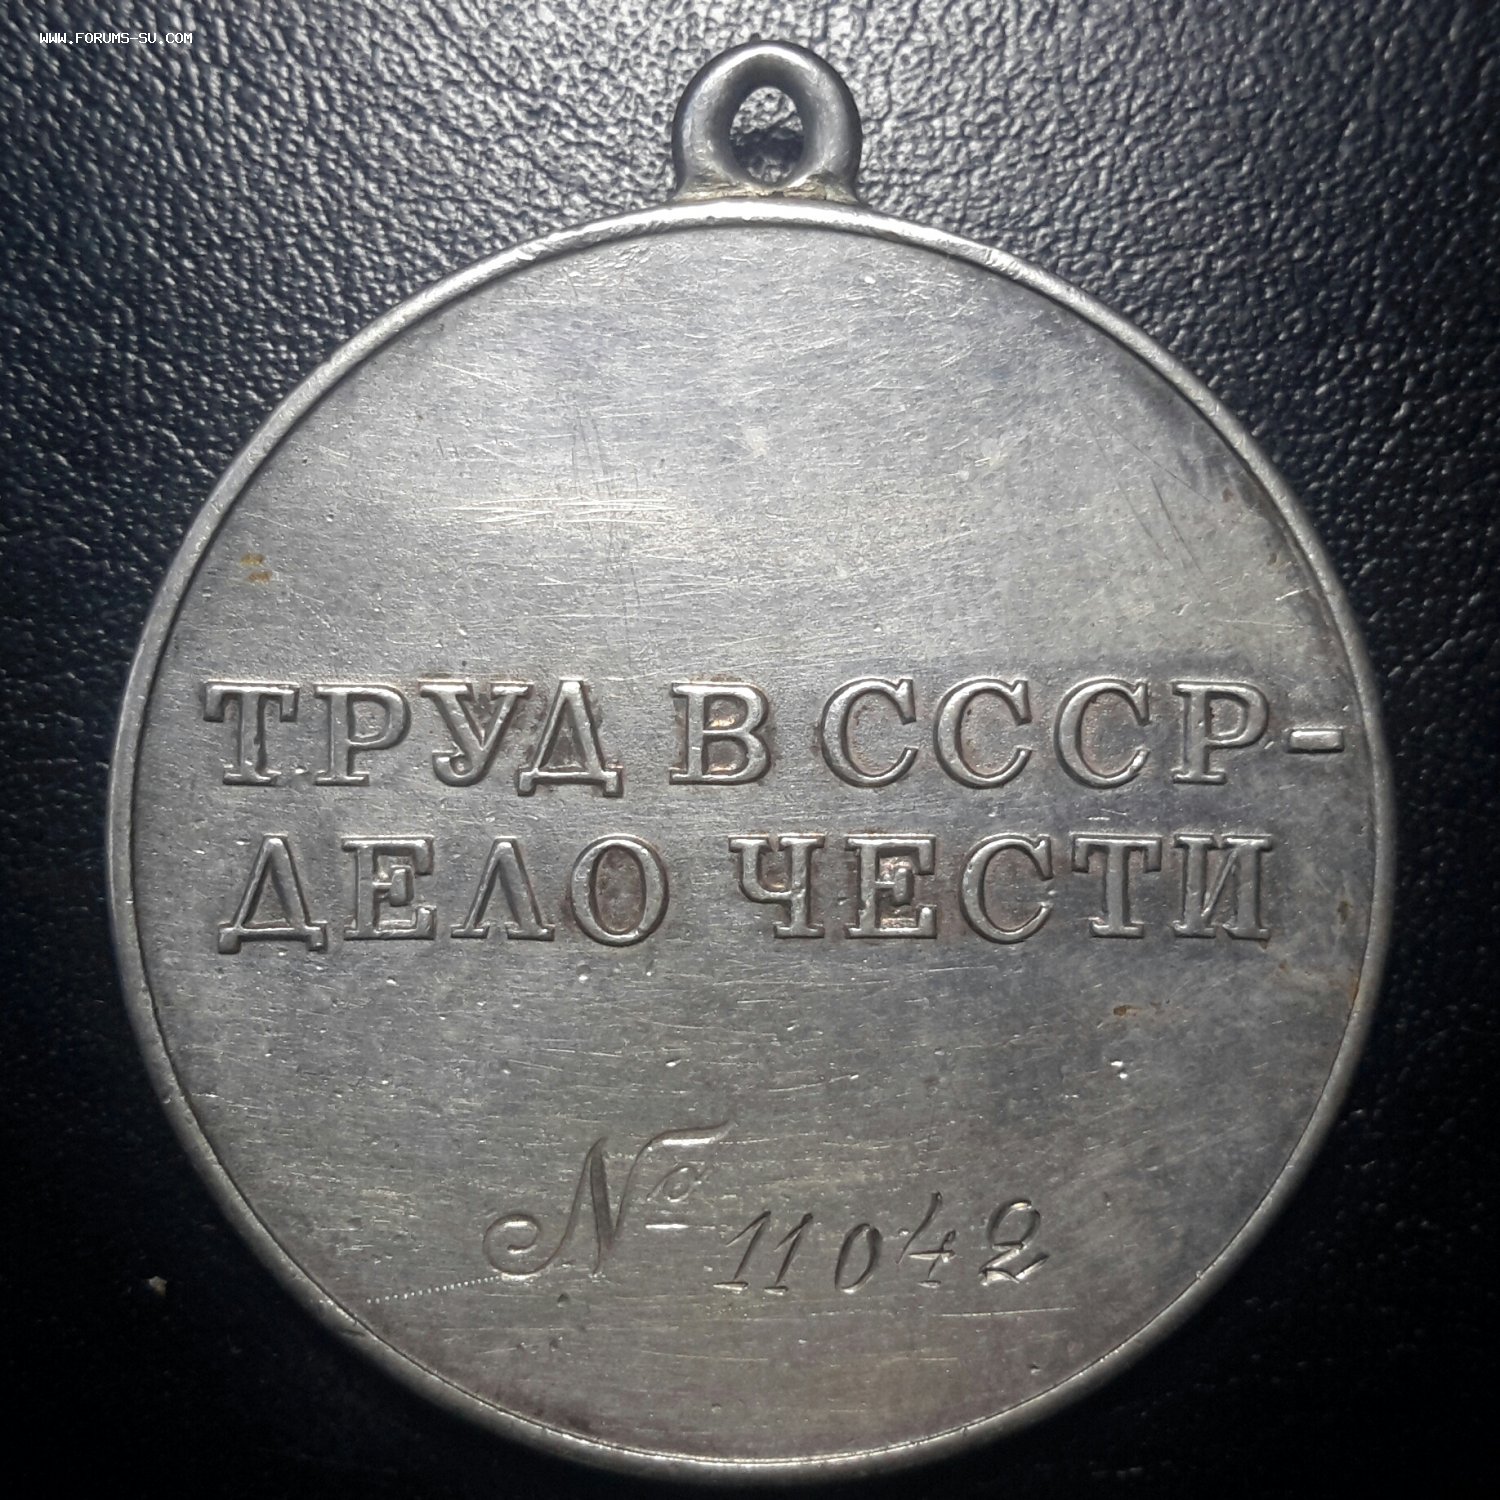 WWW.FORUMS-SU.COM
ТРУД В СССР-
ДЕЛО ЧЕСТИ
№ 11042